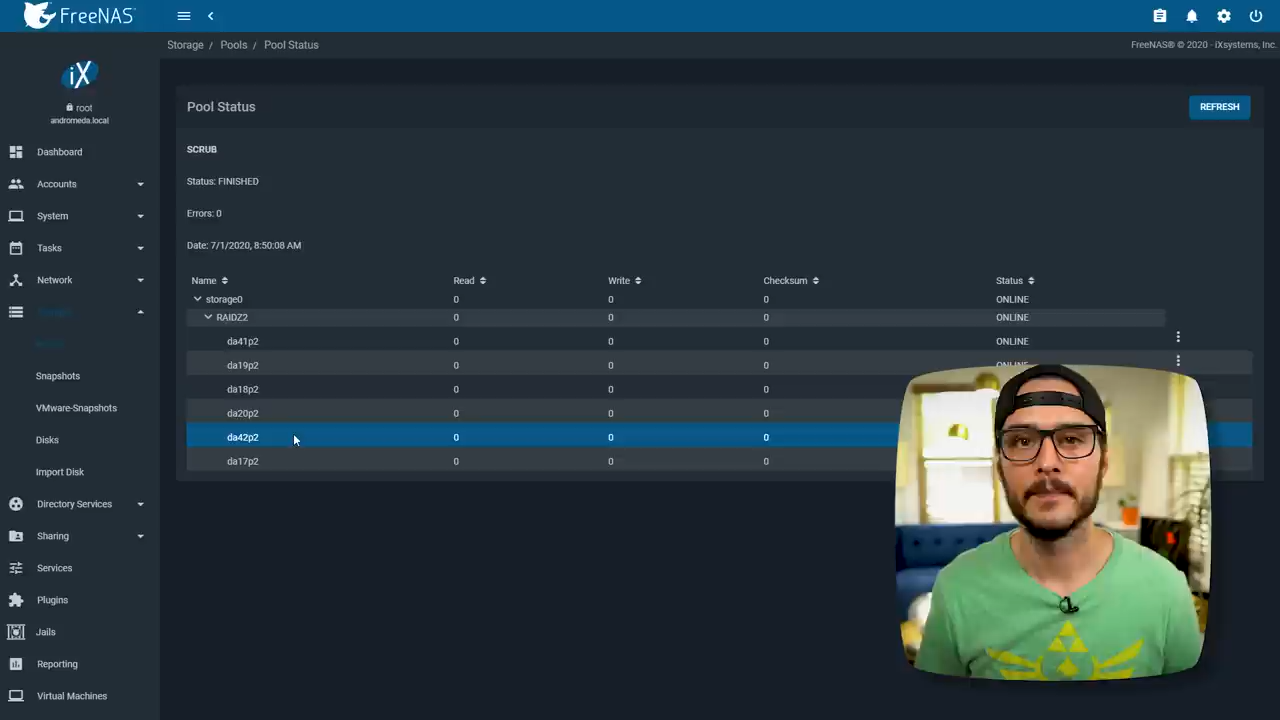 FreeNAS®
Storage / Pools / Pool Status
FreeNAS® © 2020 - iXsystems, Inc.
iX
root
andromeda.local
Dashboard
Accounts
System
Tasks
Network
Snapshots
VMware-Snapshots
Disks
Import Disk
Directory Services
Sharing
Services
Plugins
Jails
Reporting
Virtual Machines
Pool Status
REFRESH
SCRUB
Status: FINISHED
Errors: 0
Date: 7/1/2020, 8:50:08 AM
Name Read Write Checksum Status
storage0 0 0 0 ONLINE
RAIDZ2 0 0 0 ONLINE
da41p2 0 0 0 ONLINE
da19p2 0 0 0 ONLINE
da18p2 0 0 0
da20p2 0 0 0
da42p2 0 0 0
da17p2 0 0 0